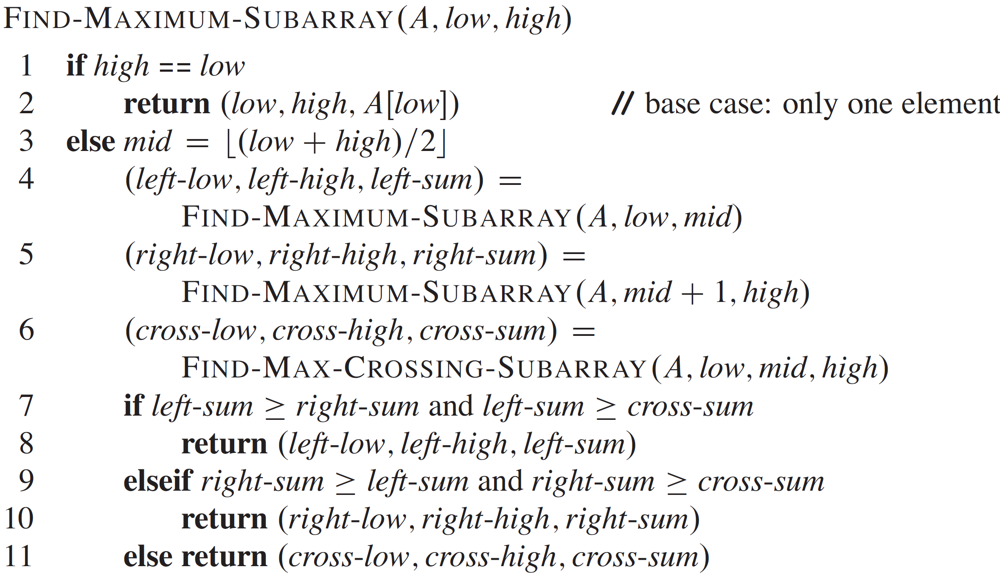 FIND-MAXIMUM-SUBARRAY(A, low, high)
1 if high == low
2 return (low, high, A[low]) // base case: only one element
3 else mid = ⌊(low + high)/2⌋
4 (left-low, left-high, left-sum) =
FIND-MAXIMUM-SUBARRAY(A, low, mid)
5 (right-low, right-high, right-sum) =
FIND-MAXIMUM-SUBARRAY(A, mid + 1, high)
6 (cross-low, cross-high, cross-sum) =
FIND-MAX-CROSSING-SUBARRAY(A, low, mid, high)
7 if left-sum ≥ right-sum and left-sum ≥ cross-sum
8 return (left-low, left-high, left-sum)
9 elseif right-sum ≥ left-sum and right-sum ≥ cross-sum
10 return (right-low, right-high, right-sum)
11 else return (cross-low, cross-high, cross-sum)